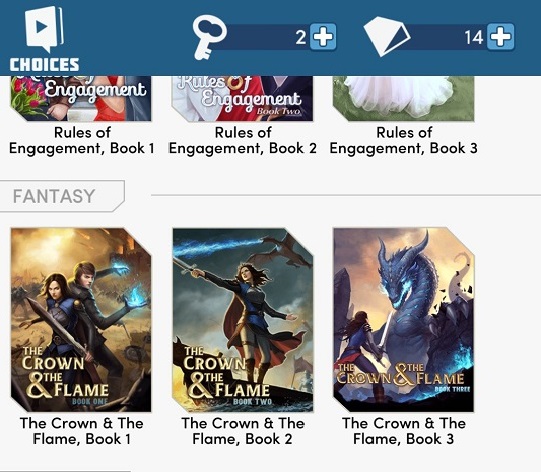 CHOICES
2
14
Rules of
Engagement
Rules Of
Engagement
Book Two
Rules of
Engagement, Book 1
Rules of
Engagement, Book 2
Rules of
Engagement, Book 3
FANTASY
THE
CROWN
& THE
FLAME
BOOK ONE
THE
CROWN
& THE
FLAME
BOOK TWO
THE
CROWN & THE FLAME
BOOK THREE
The Crown & The
Flame, Book 1
The Crown & The
Flame, Book 2
The Crown & The
Flame, Book 3